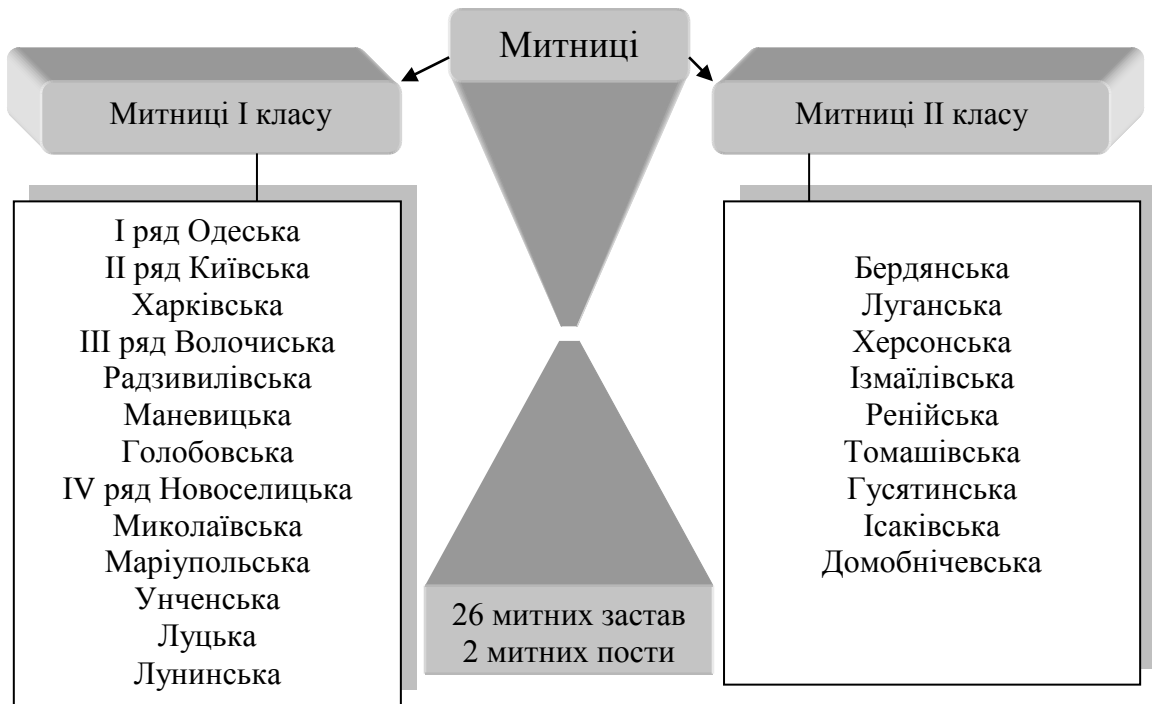 Митниці
Митниці І класу
І ряд Одеська
ІІ ряд Київська
Харківська
ІІІ ряд Волочиська
Радзивилівська
Маневицька
Голобовська
IV ряд Новоселицька
Миколаївська
Маріупольська
Унченська
Луцька
Лунинська
Митниці ІІ класу
Бердянська
Луганська
Херсонська
Ізмаїлівська
Ренійська
Томашівська
Гусятинська
Ісаківська
Домобнічевська
26 митних застав
2 митних пости